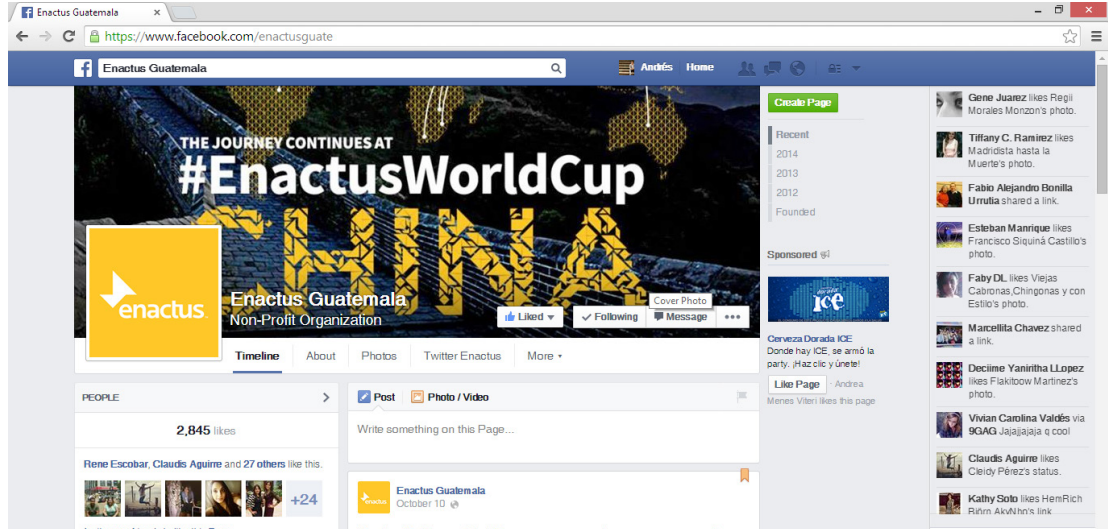 Enactus Guatemala
https://www.facebook.com/enactusguate
Enactus Guatemala
Andrés Home
THE JOURNEY CONTINUES AT
#EnactusWorldCup
CHINA
enactus
Enactus Guatemala
Non-Profit Organization
Cover Photo
Liked
Following
Message
Timeline About Photos Twitter Enactus More
PEOPLE
2,845 likes
Rene Escobar, Claudis Aguirre and 27 others like this.
+24
Post Photo / Video
Write something on this Page...
enactus
Enactus Guatemala
October 10
Create Page
Recent
2014
2013
2012
Founded
Sponsored
dorada
ice
Cerveza Dorada ICE
Donde hay ICE, se armó la
party. ¡Haz clic y únete!
Like Page · Andrea
Menes Viteri likes this page
Gene Juarez likes Regil
Morales Monzon's photo.
Tiffany C. Ramirez likes
Madridista hasta la
Muerte's photo.
Fabio Alejandro Bonilla
Urrutia shared a link.
Esteban Manrique likes
Francisco Siquiná Castillo's
photo.
Faby DL likes Viejas
Cabronas,Chingonas y con
Estilo's photo.
Marcellita Chavez shared
a link.
Deciime Yaniritha LLopez
likes Flakitoow Martinez's
photo.
Vivian Carolina Valdés via
9GAG Jajajjajaja q cool
Claudis Aguirre likes
Cleidy Pérez's status.
Kathy Soto likes HemRich
Björn AkyNho's link.